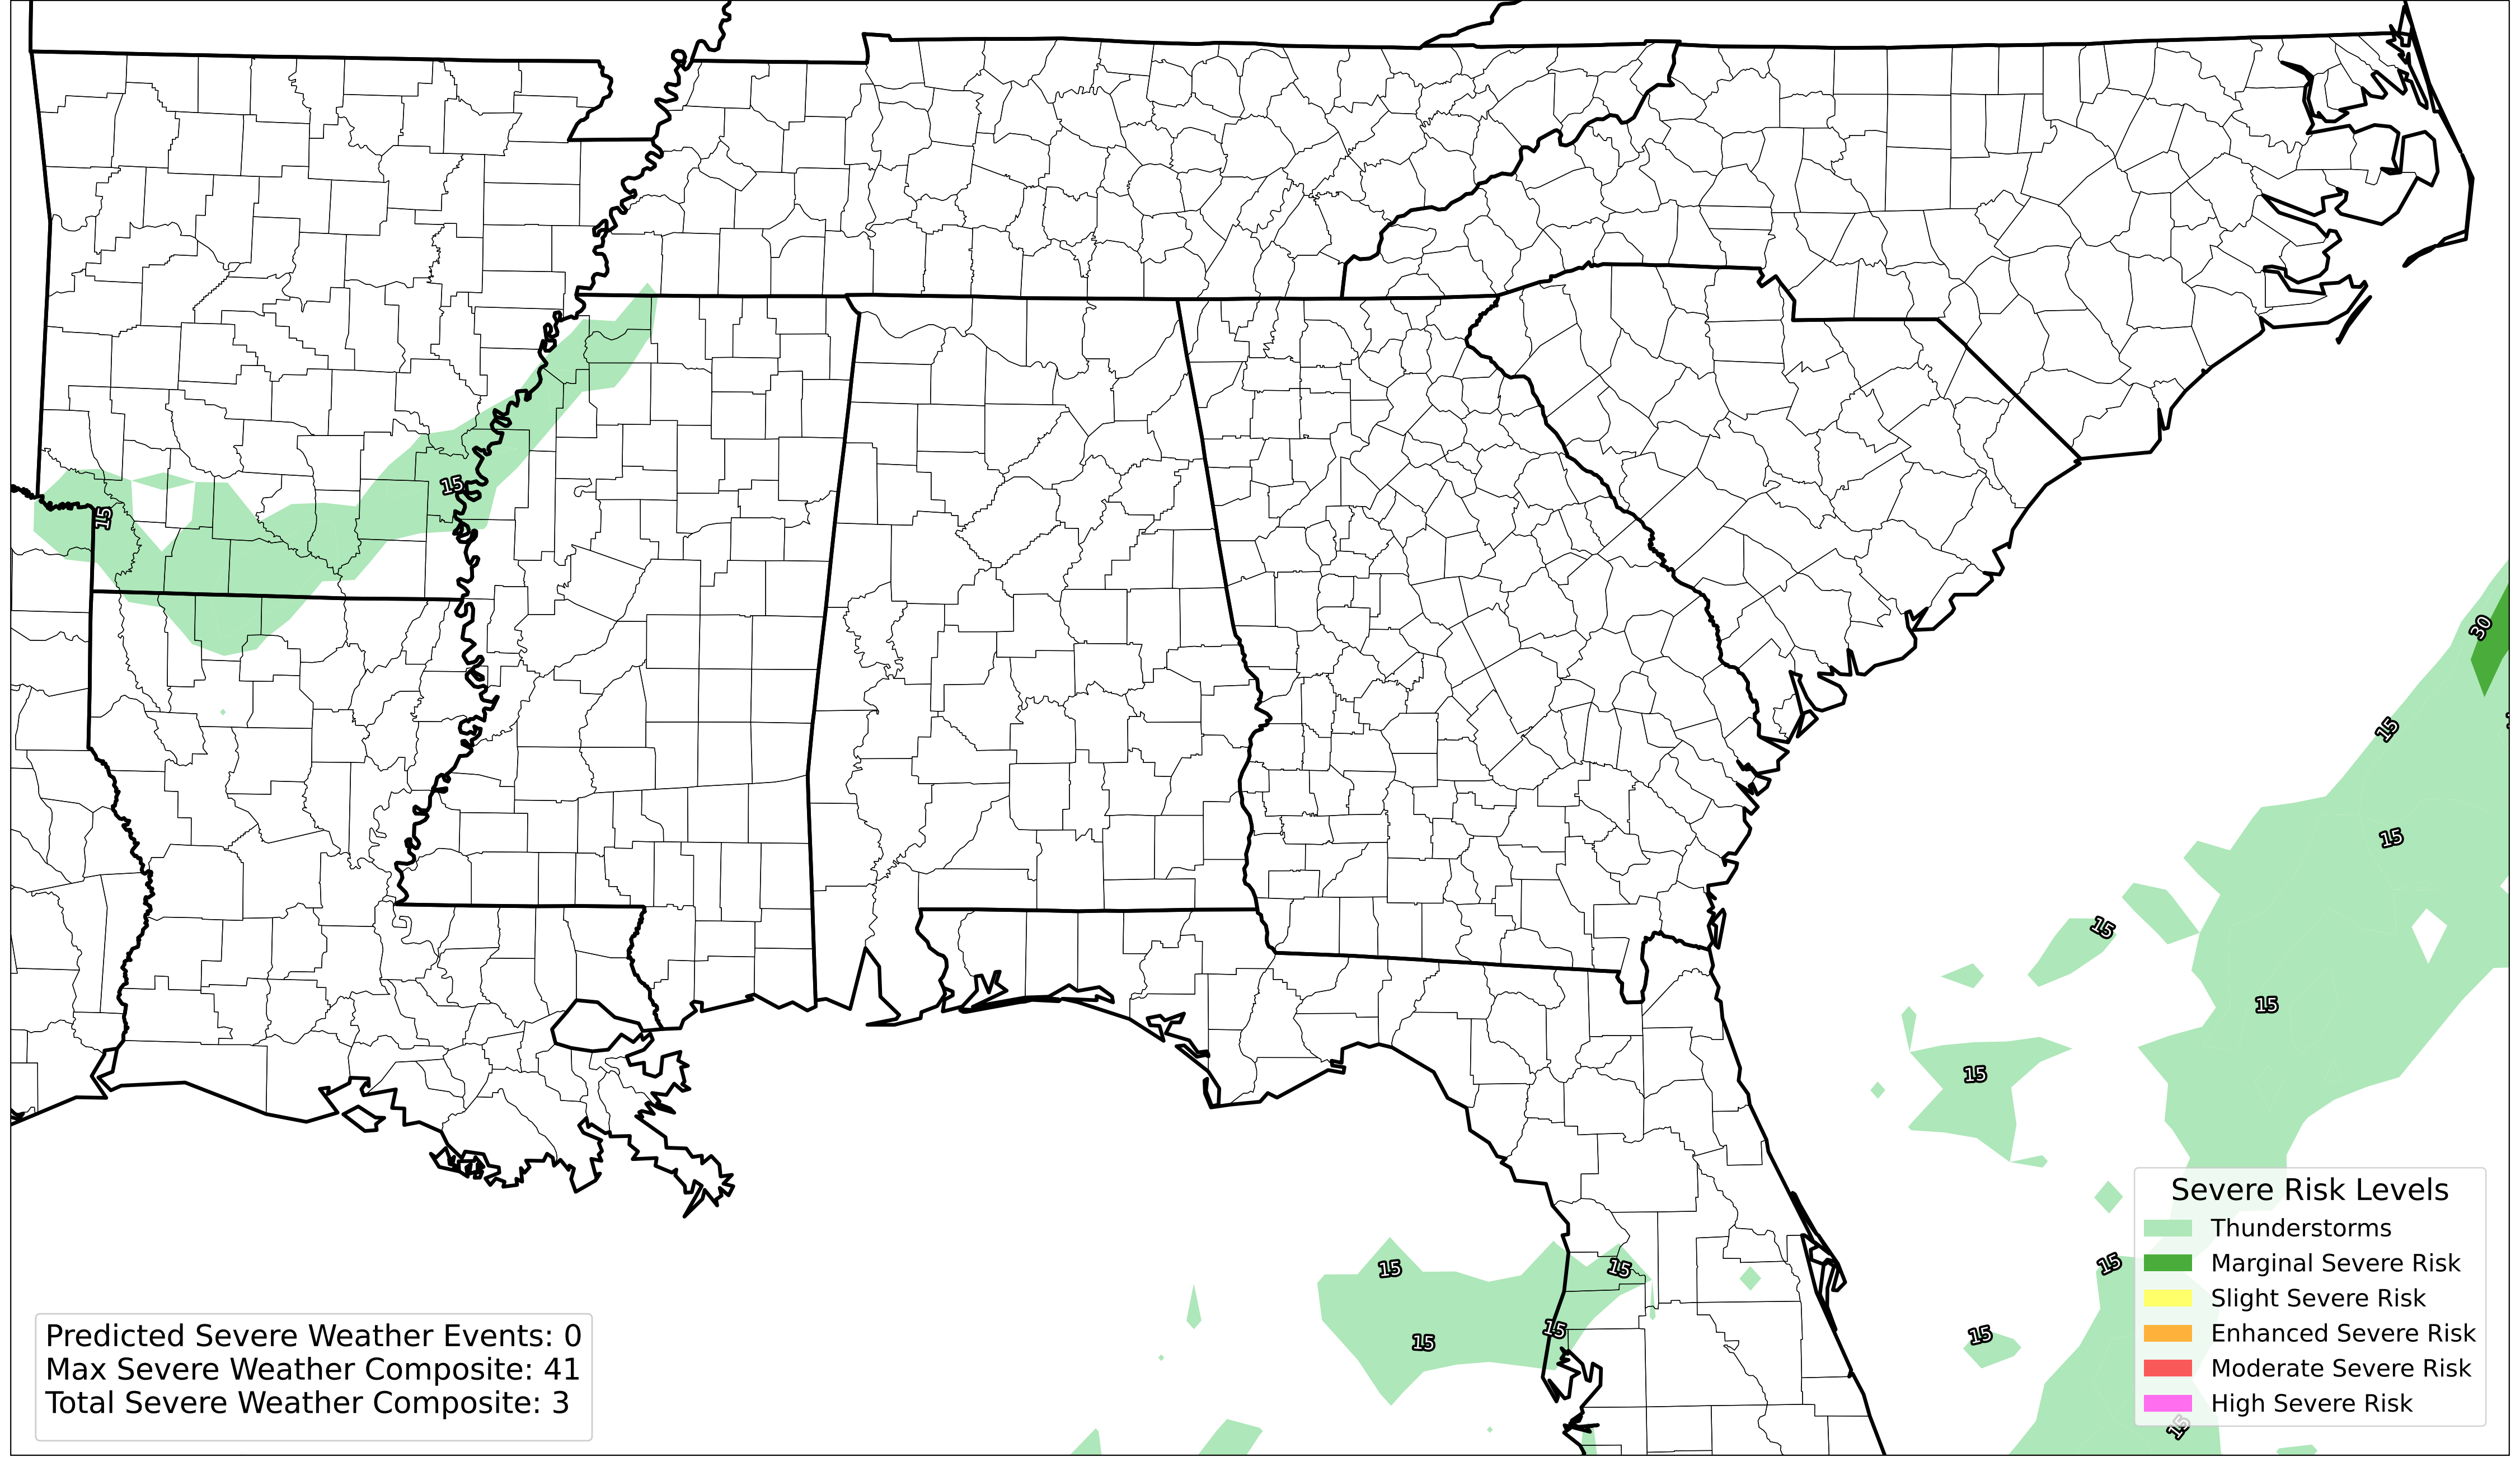 15
15
30
15
15
15
15
15
15
15
15
15
15
15
15
Severe Risk Levels
Thunderstorms
Marginal Severe Risk
Slight Severe Risk
Enhanced Severe Risk
Moderate Severe Risk
High Severe Risk
Predicted Severe Weather Events: 0
Max Severe Weather Composite: 41
Total Severe Weather Composite: 3